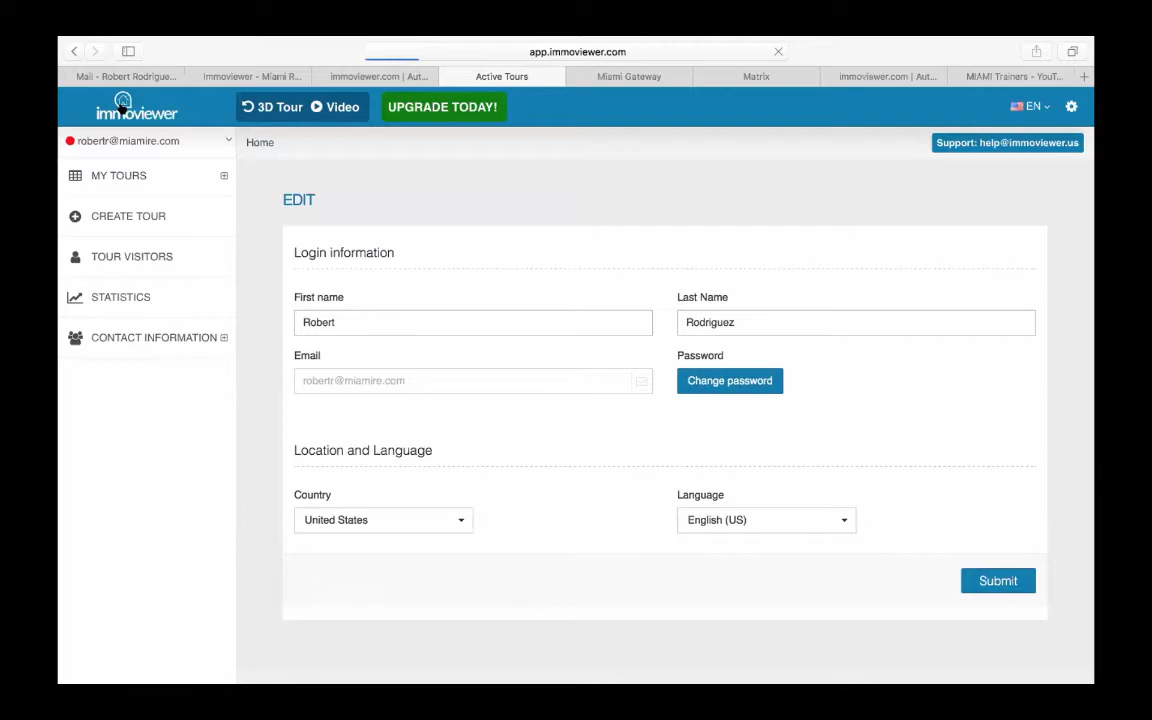 app.immoviewer.com
Mail - Robert Rodrigue...
Immoviewer - Miami R...
immoviewer.com | Aut...
Active Tours
Miami Gateway
Matrix
immoviewer.com | Aut...
MIAMI Trainers - YouT...
immoviewer
3D Tour Video
UPGRADE TODAY!
EN
robertr@miamire.com
Home
Support: help@immoviewer.us
MY TOURS
CREATE TOUR
TOUR VISITORS
STATISTICS
CONTACT INFORMATION
EDIT
Login information
First name
Last Name
Robert
Rodriguez
Email
Password
robertr@miamire.com
Change password
Location and Language
Country
Language
United States
English (US)
Submit